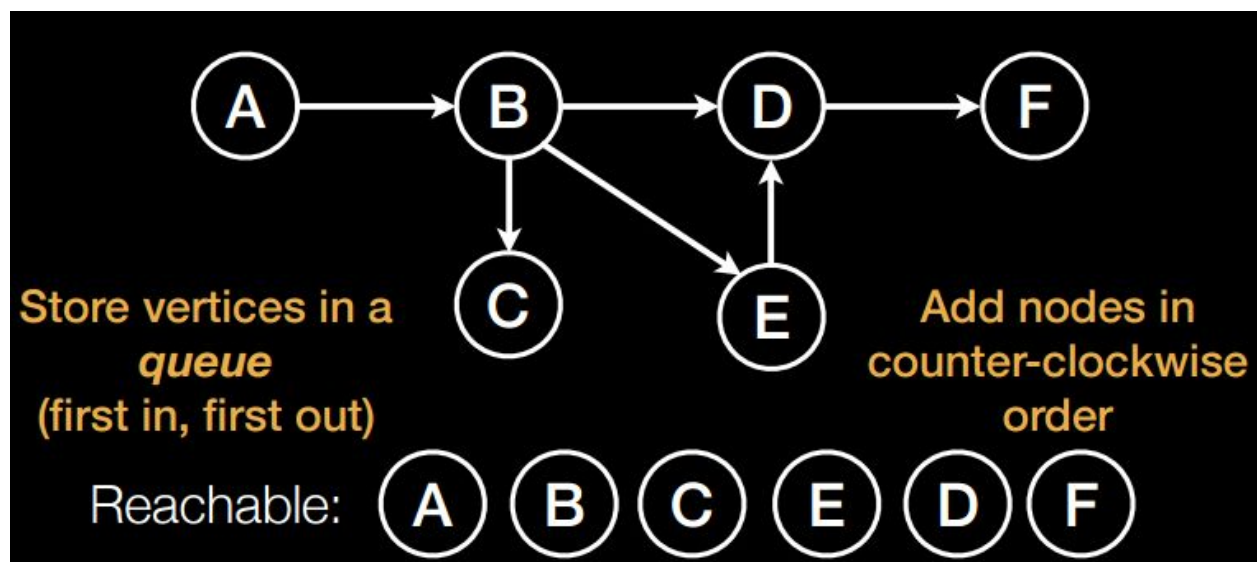 A B D F
C
E
Store vertices in a
queue
(first in, first out)
Add nodes in
counter-clockwise
order
Reachable: A B C E D F